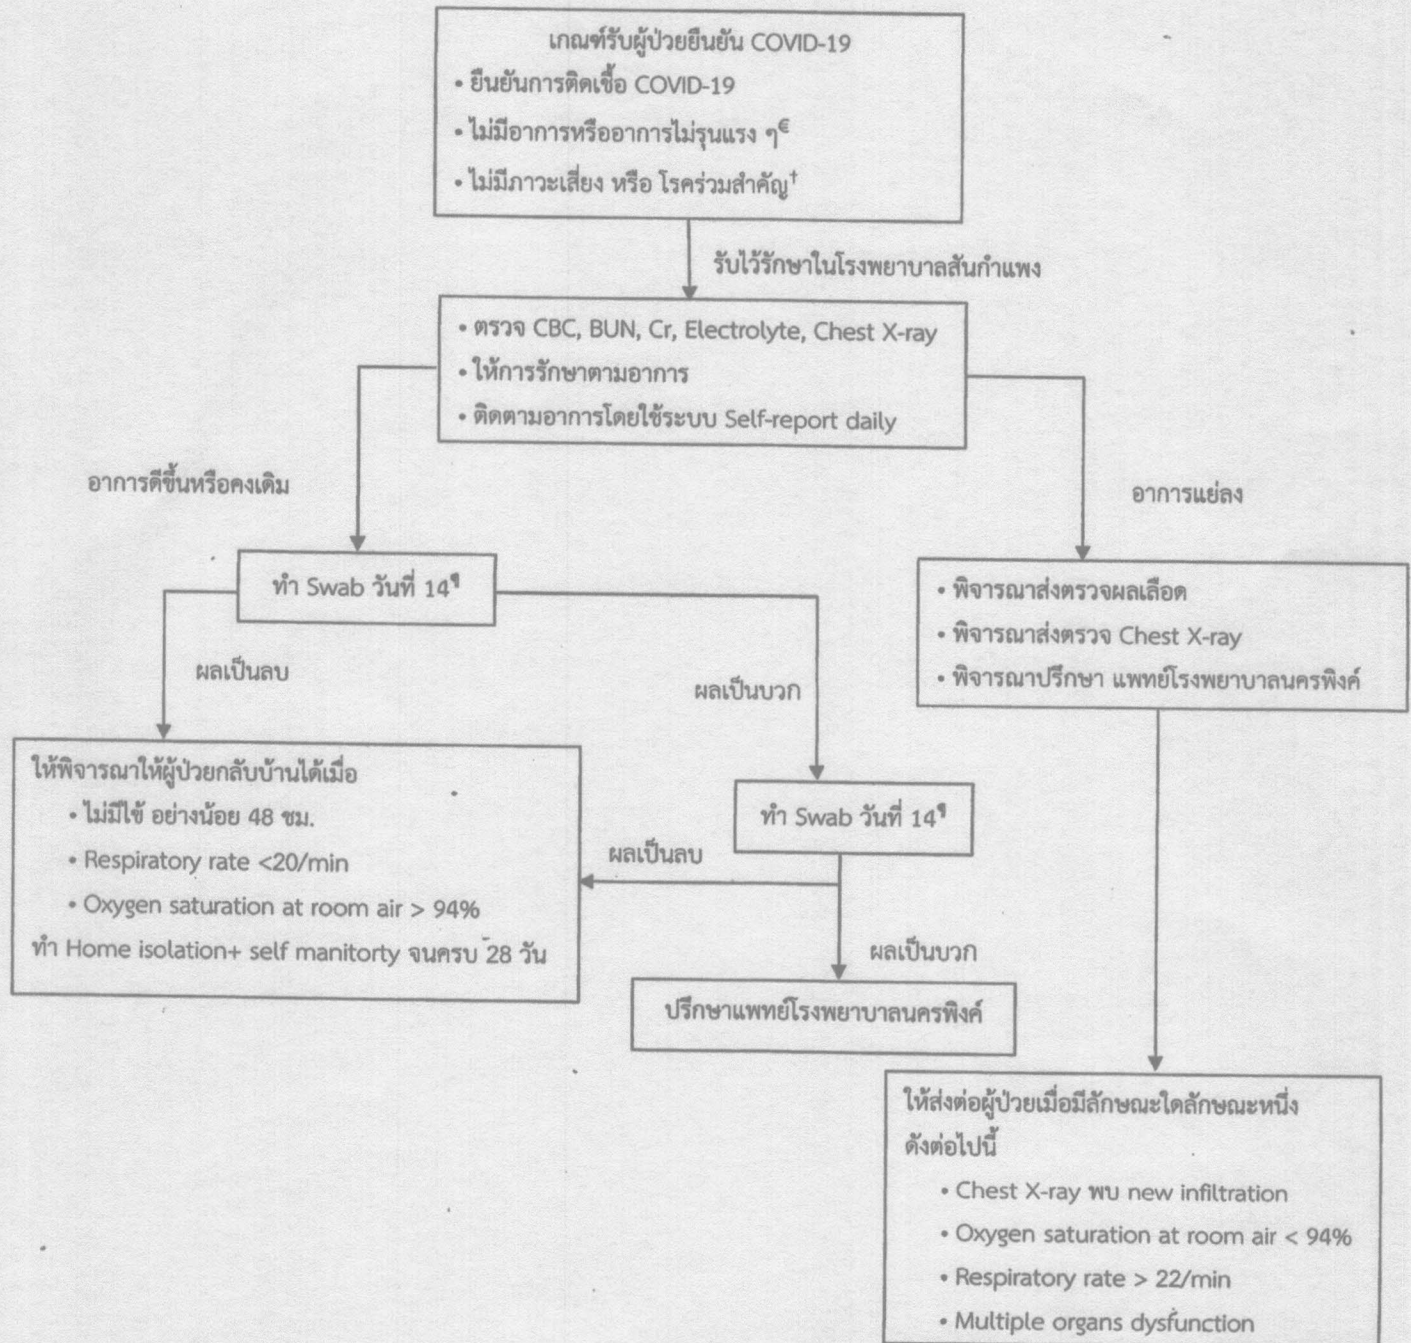 เกณฑ์รับผู้ป่วยยืนยัน COVID-19
• ยืนยันการติดเชื้อ COVID-19
• ไม่มีอาการหรืออาการไม่รุนแรง ๆ€
• ไม่มีภาวะเสี่ยง หรือ โรคร่วมสำคัญ†
รับไว้รักษาในโรงพยาบาลสันกำแพง
• ตรวจ CBC, BUN, Cr, Electrolyte, Chest X-ray
• ให้การรักษาตามอาการ
• ติดตามอาการโดยใช้ระบบ Self-report daily
อาการดีขึ้นหรือคงเดิม
อาการแย่ลง
ทำ Swab วันที่ 14¶
• พิจารณาส่งตรวจผลเลือด
• พิจารณาส่งตรวจ Chest X-ray
• พิจารณาปรึกษา แพทย์โรงพยาบาลนครพิงค์
ผลเป็นลบ
ผลเป็นบวก
ให้พิจารณาให้ผู้ป่วยกลับบ้านได้เมื่อ
• ไม่มีไข้ อย่างน้อย 48 ชม.
• Respiratory rate <20/min
• Oxygen saturation at room air > 94%
ทำ Home isolation+ self manitorty จนครบ 28 วัน
ทำ Swab วันที่ 14¶
ผลเป็นลบ
ผลเป็นบวก
ปรึกษาแพทย์โรงพยาบาลนครพิงค์
ให้ส่งต่อผู้ป่วยเมื่อมีลักษณะใดลักษณะหนึ่ง
ดังต่อไปนี้
• Chest X-ray พบ new infiltration
• Oxygen saturation at room air < 94%
• Respiratory rate > 22/min
• Multiple organs dysfunction